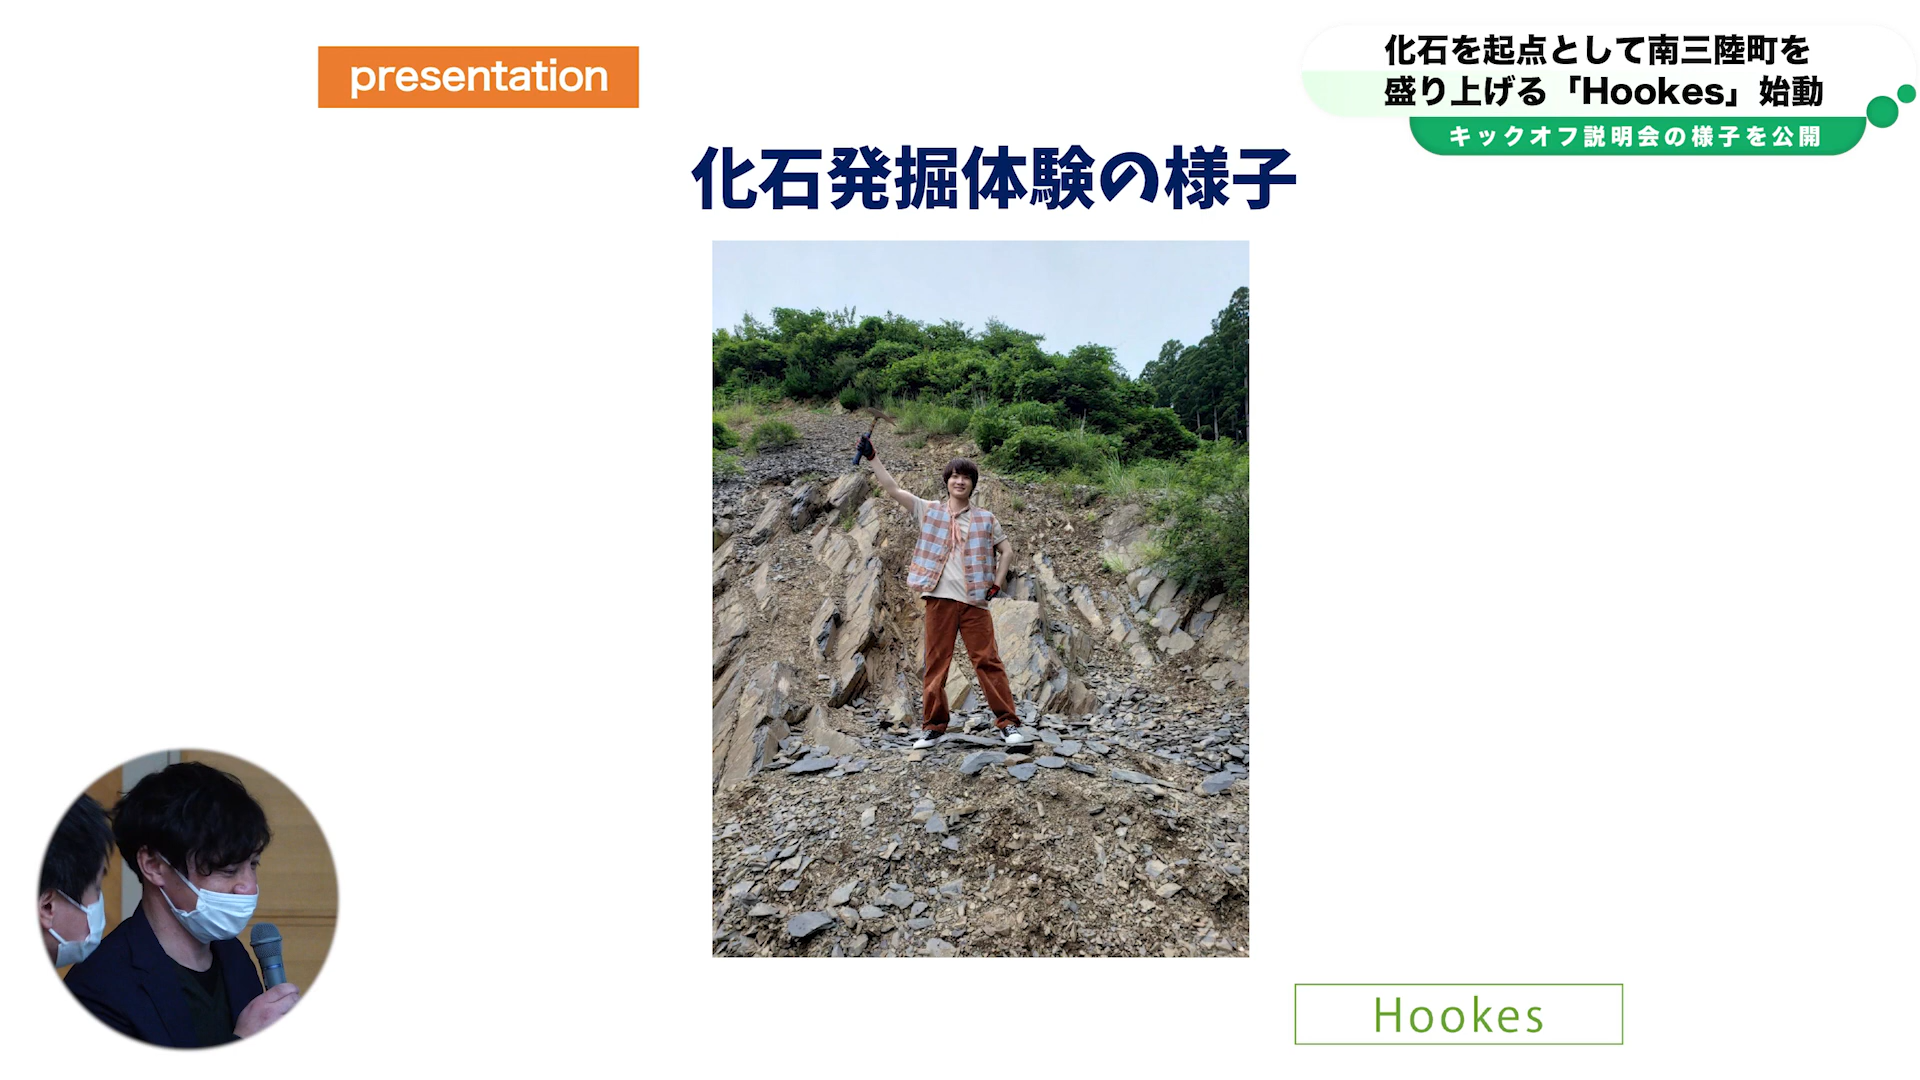 presentation
化石を起点として南三陸町を
盛り上げる「Hookes」始動
キックオフ説明会の様子を公開
化石発掘体験の様子
Hookes